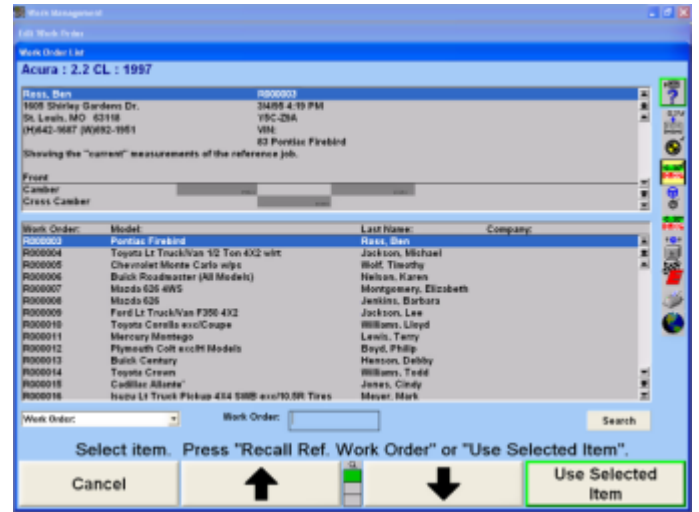 Work Management
Edit Work Order
Work Order List
Acura : 2.2 CL : 1997
Ross, Ben R000003
1605 Shirley Gardens Dr. 3/4/95 4:19 PM
St. Louis, MO 63118 Y5C-Z8A
(H)642-1687 (W)692-1951 VIN:
83 Pontiac Firebird
Showing the "current" measurements of the reference job.
Front
Camber
Cross Camber
Work Order: Model: Last Name: Company:
R000003 Pontiac Firebird Ross, Ben
R000004 Toyota Lt Truck/Van 1/2 Ton 4X2 w/rt Jackson, Michael
R000005 Chevrolet Monte Carlo w/ps Wolf, Timothy
R000006 Buick Roadmaster (All Models) Nelson, Karen
R000007 Mazda 626 4WS Montgomery, Elizabeth
R000008 Mazda 626 Jenkins, Barbara
R000009 Ford Lt Truck/Van F350 4X2 Jackson, Lee
R000010 Toyota Corolla exc/Coupe Williams, Lloyd
R000011 Mercury Montego Lewis, Terry
R000012 Plymouth Colt exc/H Models Boyd, Philip
R000013 Buick Century Henson, Debby
R000014 Toyota Crown Williams, Todd
R000015 Cadillac Allante' Jones, Cindy
R000016 Isuzu Lt Truck Pickup 4X4 SWB exc/10.5R Tires Meyer, Mark
Work Order: Work Order: Search
Select item. Press "Recall Ref. Work Order" or "Use Selected Item".
Cancel Use Selected
Item